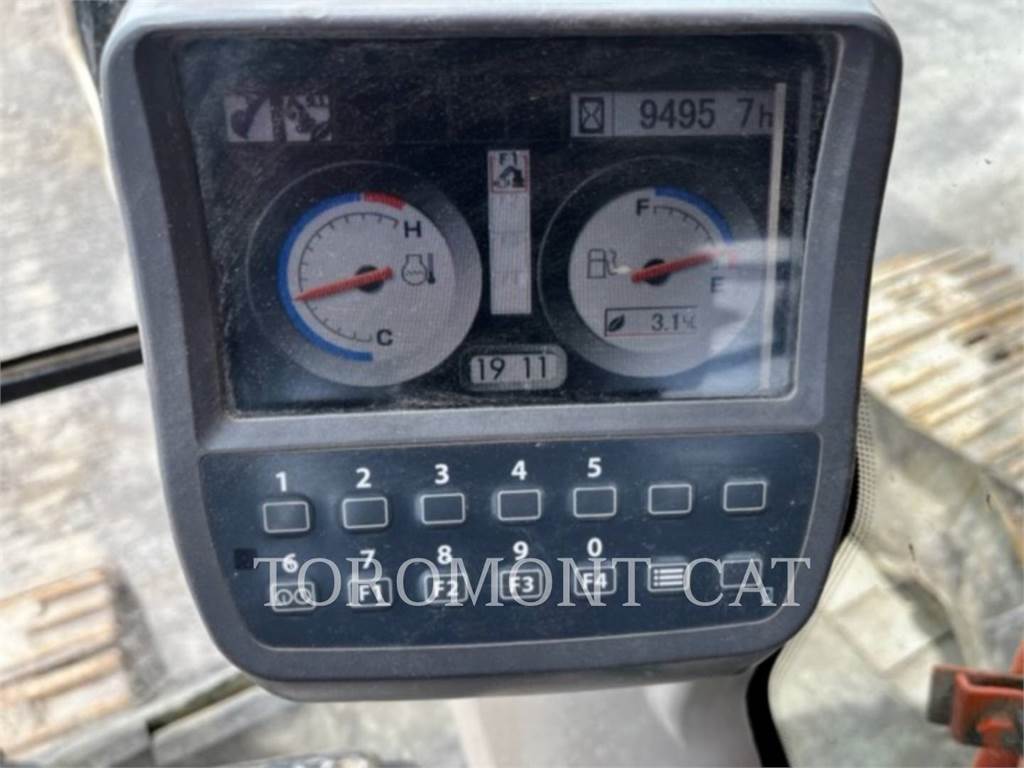 9495 7h
F1
H
C
F
E
3.1
19 11
1 2 3 4 5
6 7 8 9 0
F1 F2 F3 F4
TOROMONT CAT